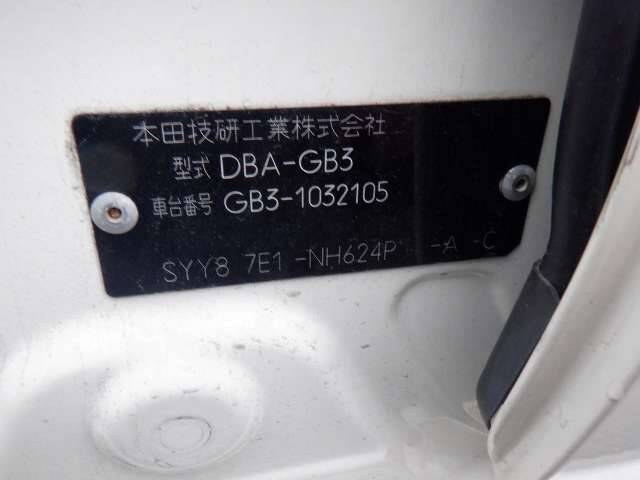 本田技研工業株式会社
型式 DBA-GB3
車台番号 GB3-1032105
SYY8 7E1 -NH624P -A -C